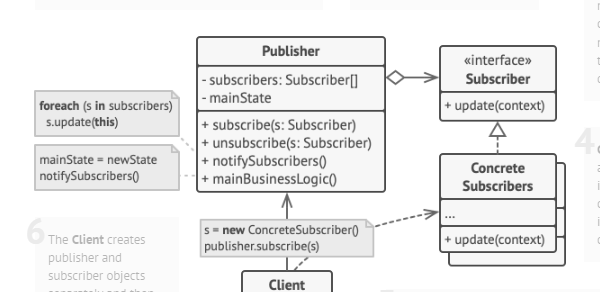 Publisher
- subscribers: Subscriber[]
- mainState
+ subscribe(s: Subscriber)
+ unsubscribe(s: Subscriber)
+ notifySubscribers()
+ mainBusinessLogic()
«interface»
Subscriber
+ update(context)
foreach (s in subscribers)
s.update(this)
mainState = newState
notifySubscribers()
Concrete
Subscribers
...
+ update(context)
4
s = new ConcreteSubscriber()
publisher.subscribe(s)
6
The Client creates
publisher and
subscriber objects
Client